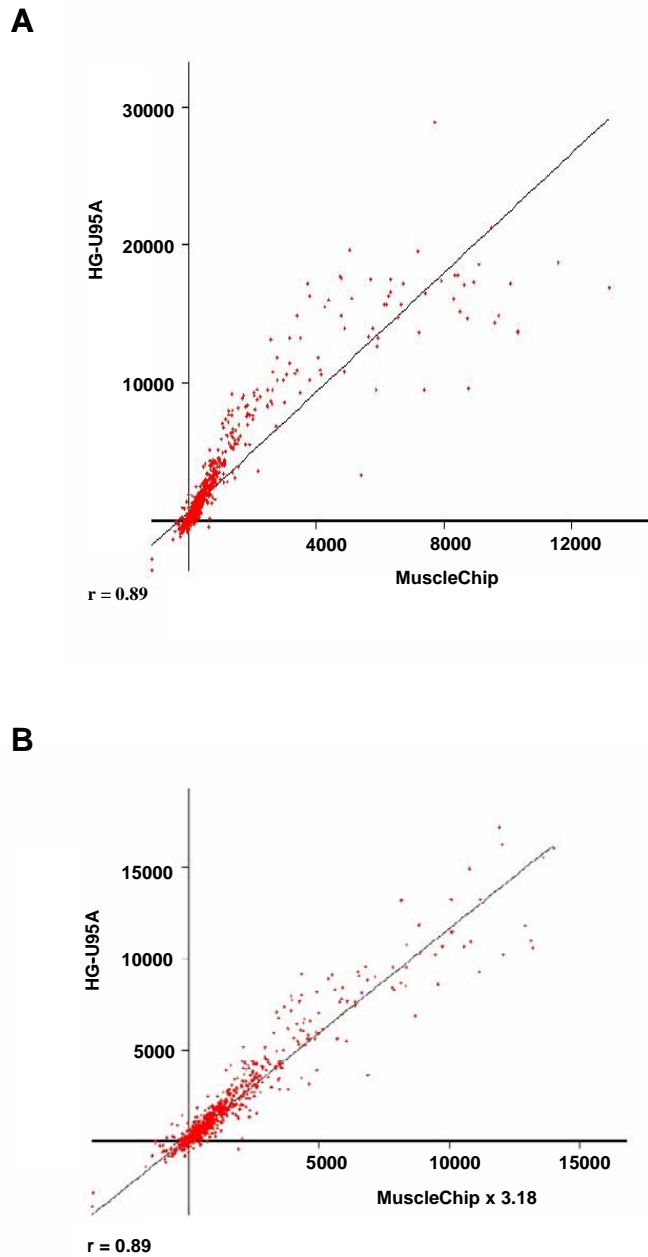 A
30000
20000
10000
HG-U95A
4000 8000 12000
MuscleChip
r = 0.89
B
15000
10000
5000
HG-U95A
5000 10000 15000
MuscleChip x 3.18
r = 0.89